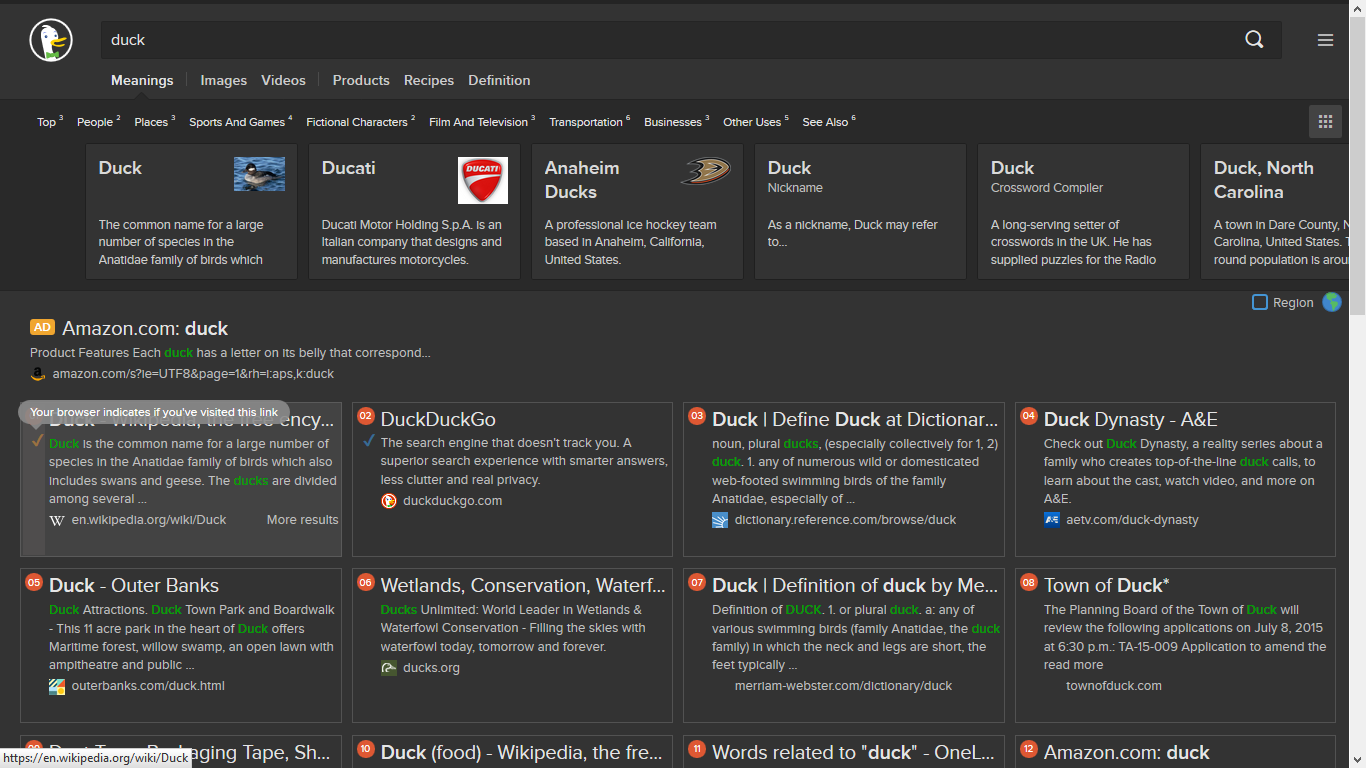 duck
Meanings Images Videos Products Recipes Definition
Top 3 People 2 Places 3 Sports And Games 4 Fictional Characters 2 Film And Television 3 Transportation 6 Businesses 3 Other Uses 5 See Also 6
Duck
The common name for a large
number of species in the
Anatidae family of birds which
Ducati
DUCATI
Ducati Motor Holding S.p.A. is an
Italian company that designs and
manufactures motorcycles.
Anaheim
Ducks
A professional ice hockey team
based in Anaheim, California,
United States.
Duck
Nickname
As a nickname, Duck may refer
to...
Duck
Crossword Compiler
A long-serving setter of
crosswords in the UK. He has
supplied puzzles for the Radio
Duck, North
Carolina
A town in Dare County, N
Carolina, United States. T
round population is arou
Region
AD Amazon.com: duck
Product Features Each duck has a letter on its belly that correspond...
amazon.com/s?ie=UTF8&page=1&rh=i:aps,k:duck
Your browser indicates if you've visited this link
Duck - Wikipedia, the free ency...
Duck is the common name for a large number of
species in the Anatidae family of birds which also
includes swans and geese. The ducks are divided
among several ...
en.wikipedia.org/wiki/Duck More results
02 DuckDuckGo
The search engine that doesn't track you. A
superior search experience with smarter answers,
less clutter and real privacy.
duckduckgo.com
03 Duck | Define Duck at Dictionar...
noun, plural ducks, (especially collectively for 1, 2)
duck. 1. any of numerous wild or domesticated
web-footed swimming birds of the family
Anatidae, especially of ...
dictionary.reference.com/browse/duck
04 Duck Dynasty - A&E
Check out Duck Dynasty, a reality series about a
family who creates top-of-the-line duck calls, to
learn about the cast, watch video, and more on
A&E.
aetv.com/duck-dynasty
05 Duck - Outer Banks
Duck Attractions. Duck Town Park and Boardwalk
- This 11 acre park in the heart of Duck offers
Maritime forest, willow swamp, an open lawn with
ampitheatre and public ...
outerbanks.com/duck.html
06 Wetlands, Conservation, Waterf...
Ducks Unlimited: World Leader in Wetlands &
Waterfowl Conservation - Filling the skies with
waterfowl today, tomorrow and forever.
ducks.org
07 Duck | Definition of duck by Me...
Definition of DUCK. 1. or plural duck. a: any of
various swimming birds (family Anatidae, the duck
family) in which the neck and legs are short, the
feet typically ...
merriam-webster.com/dictionary/duck
08 Town of Duck*
The Planning Board of the Town of Duck will
review the following applications on July 8, 2015
at 6:30 p.m.: TA-15-009 Application to amend the
read more
townofduck.com
Packaging Tape, Sh...
https://en.wikipedia.org/wiki/Duck
10 Duck (food) - Wikipedia, the fre...
11 Words related to "duck" - OneL...
12 Amazon.com: duck